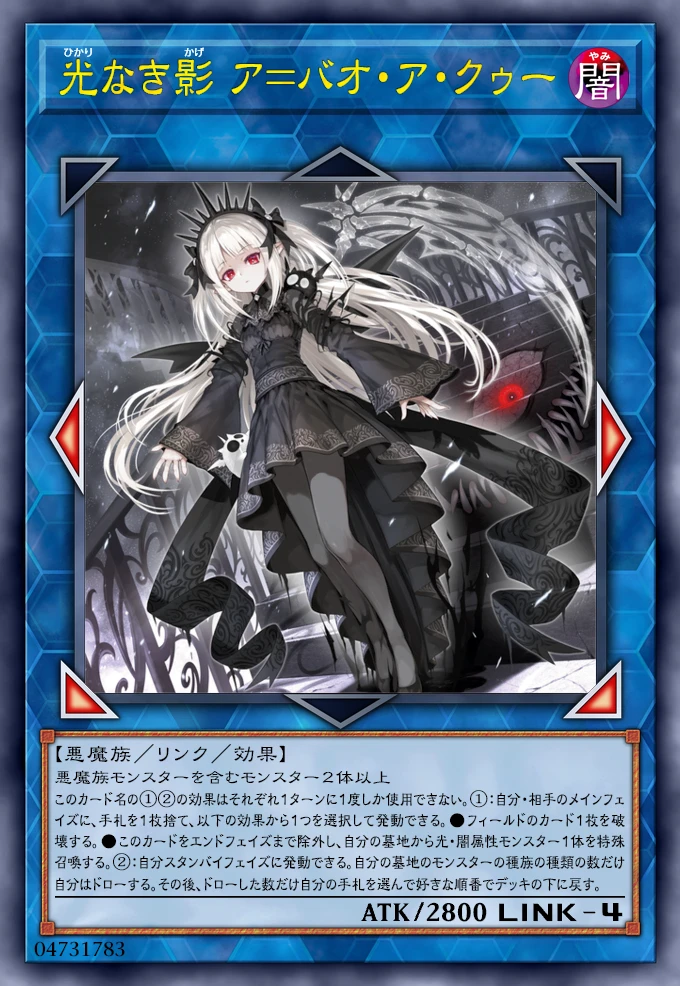 ひかり かげ
光なき影 ア=バオ・ア・クゥー
やみ
闇
【悪魔族／リンク／効果】
悪魔族モンスターを含むモンスター2体以上
このカード名の①②の効果はそれぞれ1ターンに1度しか使用できない。①：自分・相手のメインフェ
イズに、手札を1枚捨て、以下の効果から1つを選択して発動できる。●フィールドのカード1枚を破
壊する。●このカードをエンドフェイズまで除外し、自分の墓地から光・闇属性モンスター1体を特殊
召喚する。②：自分スタンバイフェイズに発動できる。自分の墓地のモンスターの種族の種類の数だけ
自分はドローする。その後、ドローした数だけ自分の手札を選んで好きな順番でデッキの下に戻す。
ATK/2800 LINK-4
04731783